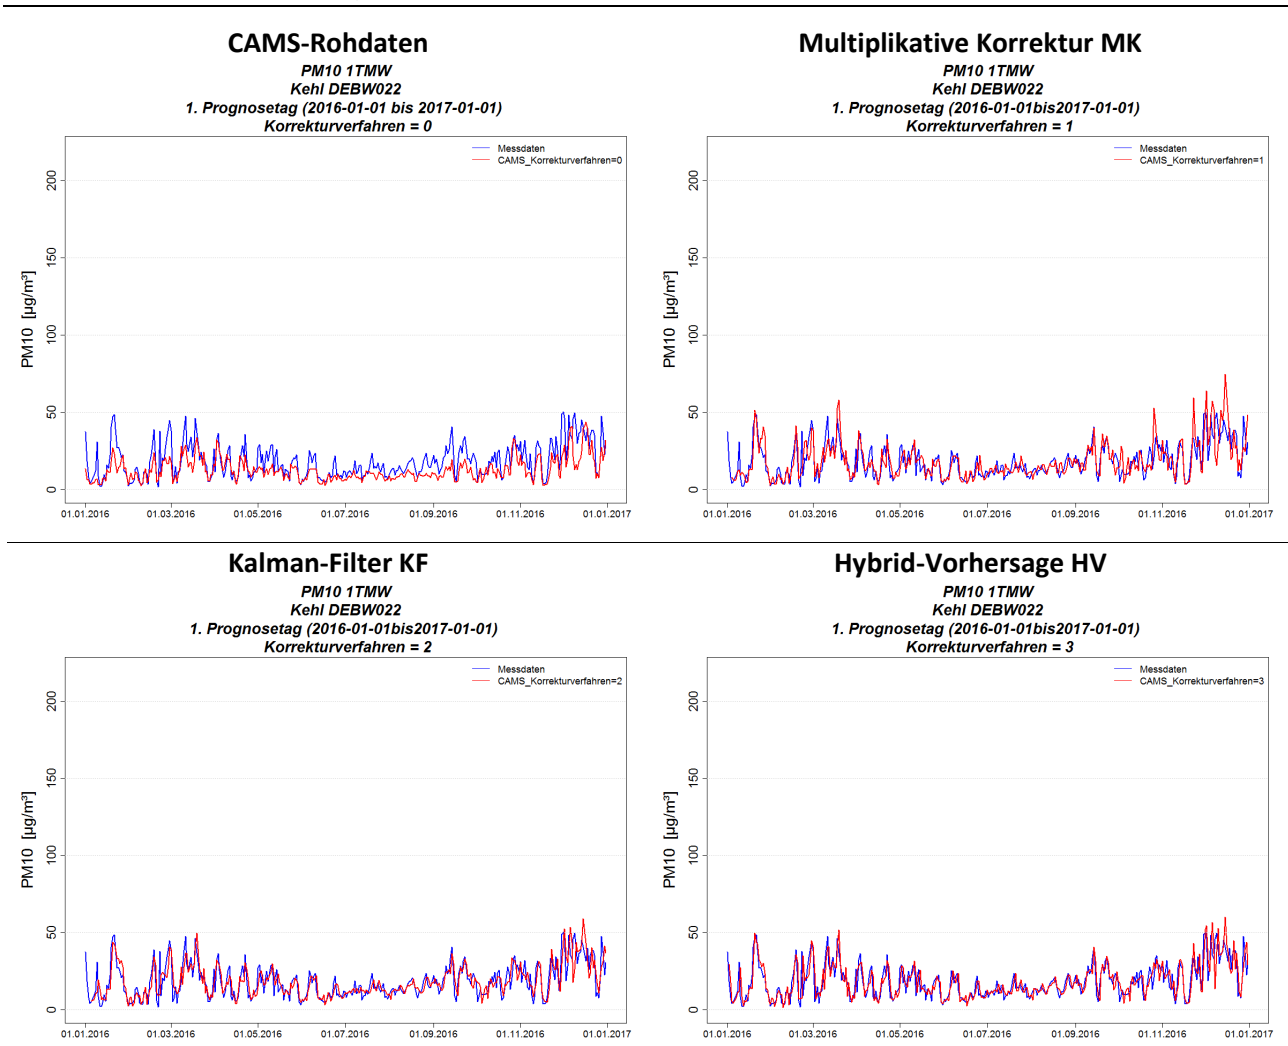 CAMS-Rohdaten
PM10 1TMW
Kehl DEBW022
1. Prognosetag (2016-01-01 bis 2017-01-01)
Korrekturverfahren = 0
Messdaten
CAMS_Korrekturverfahren=0
PM10 [µg/m³]
200
150
100
50
0
01.01.2016 01.03.2016 01.05.2016 01.07.2016 01.09.2016 01.11.2016 01.01.2017
Multiplikative Korrektur MK
PM10 1TMW
Kehl DEBW022
1. Prognosetag (2016-01-01bis2017-01-01)
Korrekturverfahren = 1
Messdaten
CAMS_Korrekturverfahren=1
PM10 [µg/m³]
200
150
100
50
0
01.01.2016 01.03.2016 01.05.2016 01.07.2016 01.09.2016 01.11.2016 01.01.2017
Kalman-Filter KF
PM10 1TMW
Kehl DEBW022
1. Prognosetag (2016-01-01bis2017-01-01)
Korrekturverfahren = 2
Messdaten
CAMS_Korrekturverfahren=2
PM10 [µg/m³]
200
150
100
50
0
01.01.2016 01.03.2016 01.05.2016 01.07.2016 01.09.2016 01.11.2016 01.01.2017
Hybrid-Vorhersage HV
PM10 1TMW
Kehl DEBW022
1. Prognosetag (2016-01-01bis2017-01-01)
Korrekturverfahren = 3
Messdaten
CAMS_Korrekturverfahren=3
PM10 [µg/m³]
200
150
100
50
0
01.01.2016 01.03.2016 01.05.2016 01.07.2016 01.09.2016 01.11.2016 01.01.2017